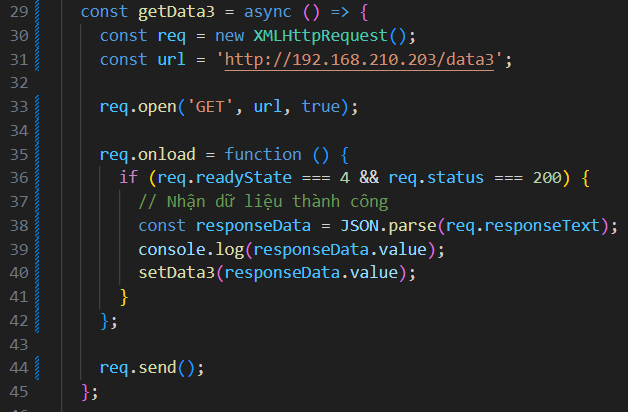 29 const getData3 = async () => {
30 const req = new XMLHttpRequest();
31 const url = 'http://192.168.210.203/data3';
32
33 req.open('GET', url, true);
34
35 req.onload = function () {
36 if (req.readyState === 4 && req.status === 200) {
37 // Nhận dữ liệu thành công
38 const responseData = JSON.parse(req.responseText);
39 console.log(responseData.value);
40 setData3(responseData.value);
41 }
42 };
43
44 req.send();
45 };